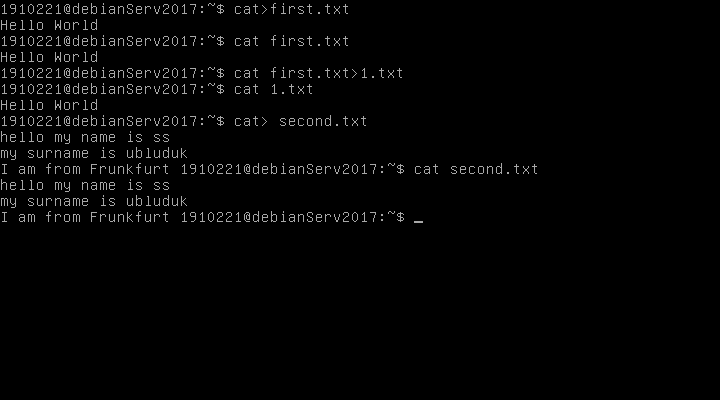 1910221@debianServ2017:~$ cat>first.txt
Hello World
1910221@debianServ2017:~$ cat first.txt
Hello World
1910221@debianServ2017:~$ cat first.txt>1.txt
1910221@debianServ2017:~$ cat 1.txt
Hello World
1910221@debianServ2017:~$ cat> second.txt
hello my name is ss
my surname is ubluduk
I am from Frunkfurt 1910221@debianServ2017:~$ cat second.txt
hello my name is ss
my surname is ubluduk
I am from Frunkfurt 1910221@debianServ2017:~$ _